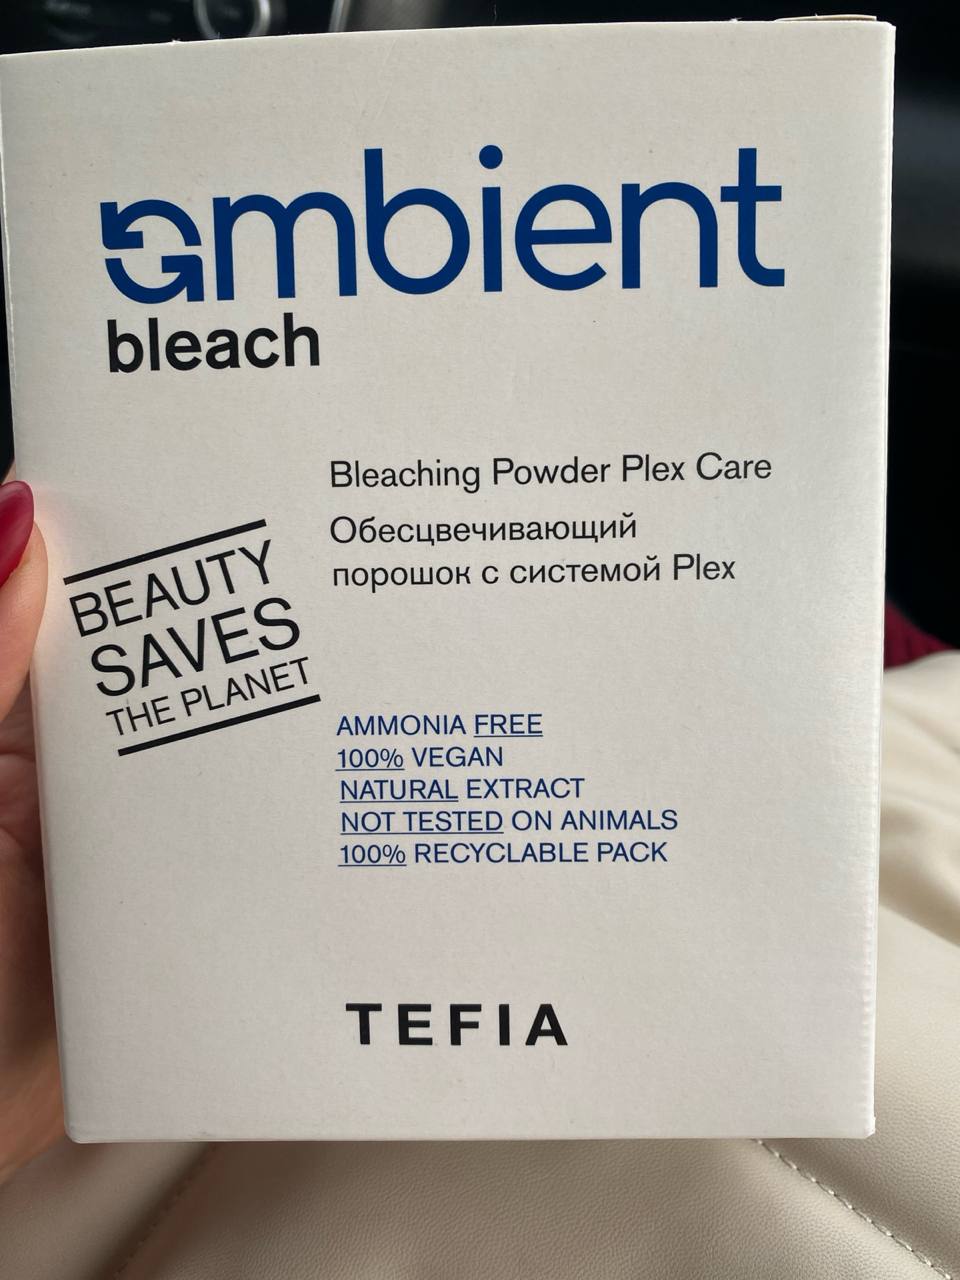 ambient
bleach
Bleaching Powder Plex Care
Обесцвечивающий
порошок с системой Plex
BEAUTY
SAVES
THE PLANET
AMMONIA FREE
100% VEGAN
NATURAL EXTRACT
NOT TESTED ON ANIMALS
100% RECYCLABLE PACK
TEFIA